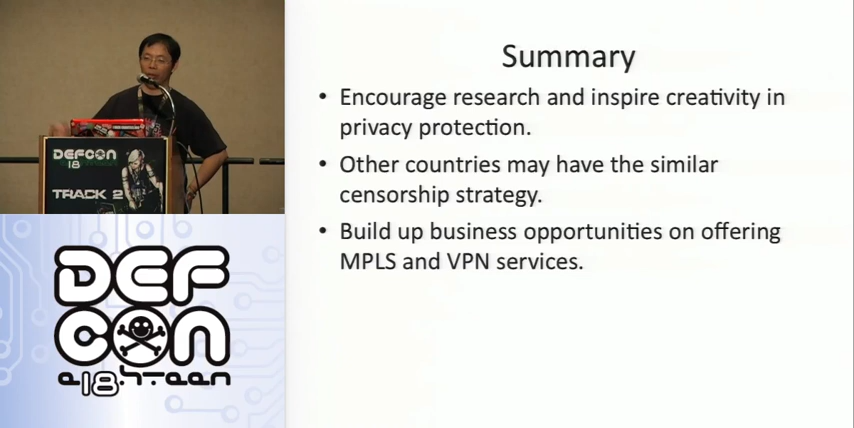 DEFCON
18
TRACK 2
DEF
CON
e18hteen
Summary
• Encourage research and inspire creativity in
privacy protection.
• Other countries may have the similar
censorship strategy.
• Build up business opportunities on offering
MPLS and VPN services.